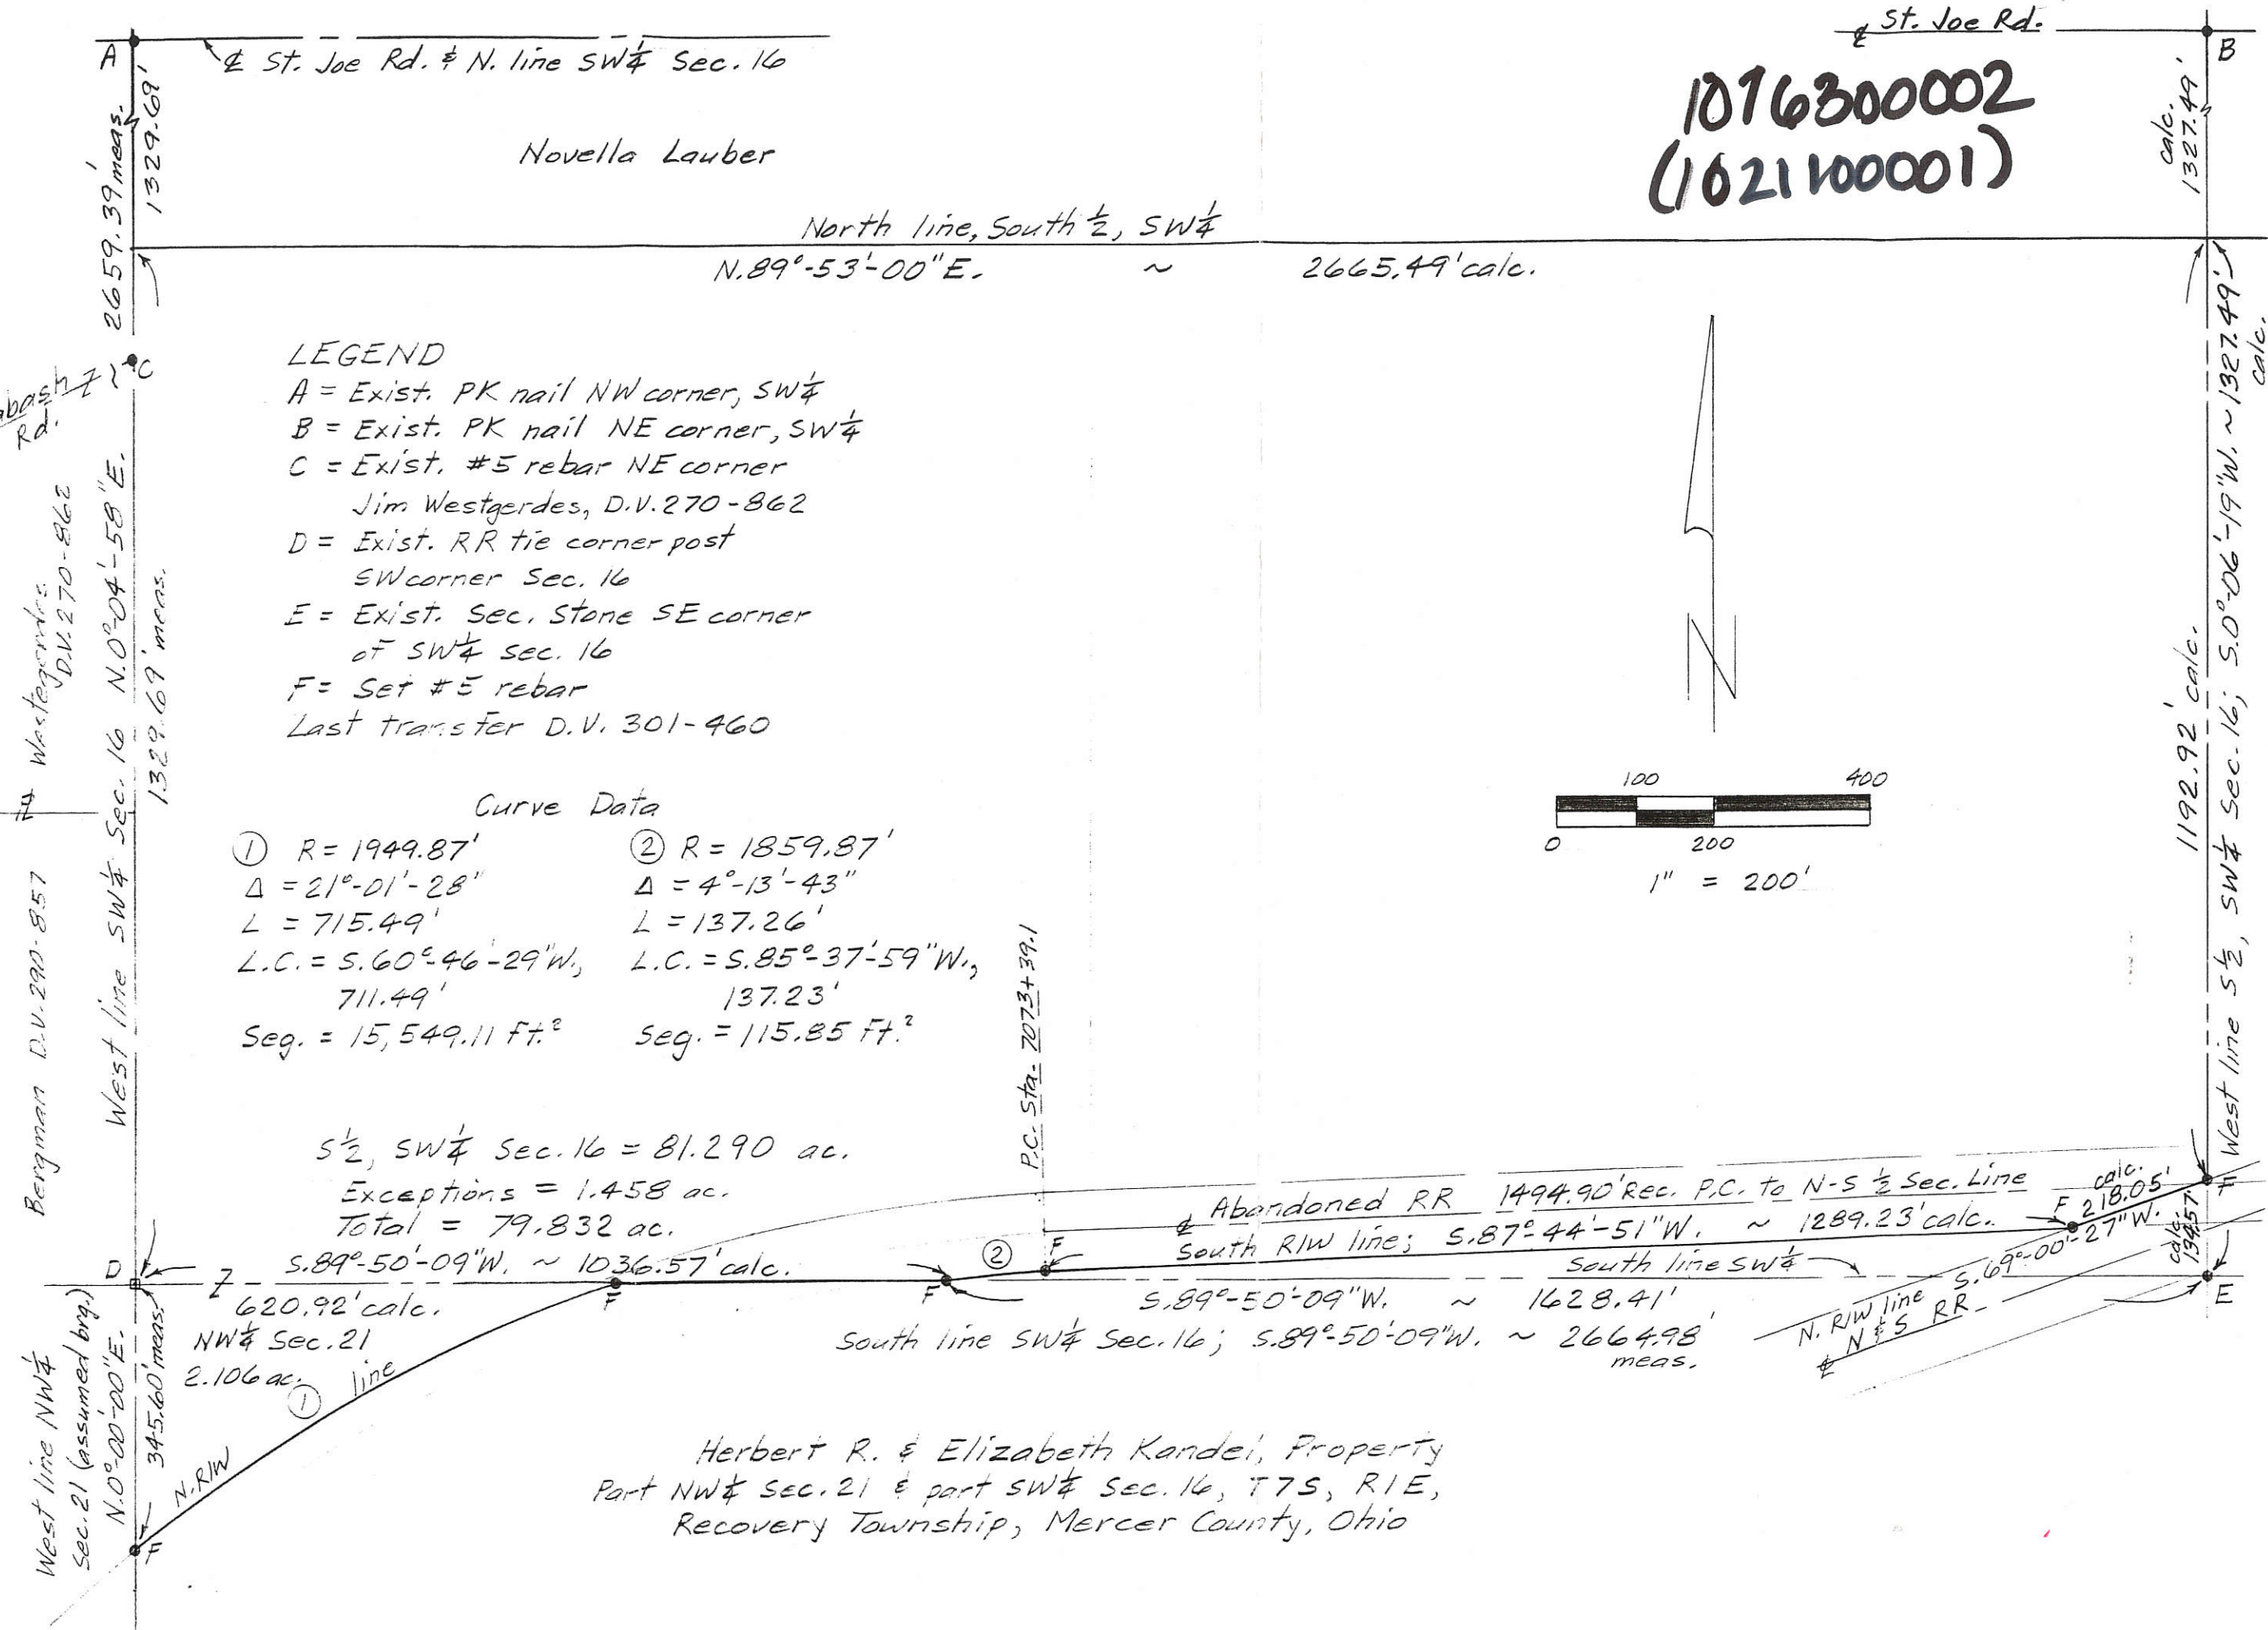 A
℄ St. Joe Rd. & N. line SW¼ Sec. 16
℄ St. Joe Rd.
B
1076300002
(1021100001)
Novella Lauber
1329.69'
2659.39' meas.
calc.
1327.49'
North line, South ½, SW¼
N.89°-53'-00"E. ~ 2665.49' calc.
C
Rd.
Westegerdes
D.V. 270-862
West line SW¼ Sec. 16 N.0°-04'-58"E. ~
1329.69' meas.
Bergman D.V. 290-857
LEGEND
A = Exist. PK nail NW corner, SW¼
B = Exist. PK nail NE corner, SW¼
C = Exist. #5 rebar NE corner
Jim Westgerdes, D.V. 270-862
D = Exist. RR tie corner post
SW corner Sec. 16
E = Exist. Sec. Stone SE corner
of SW¼ sec. 16
F = Set #5 rebar
Last transfer D.V. 301-460
N
100 400
0 200
1" = 200'
1192.92' calc.
West line S½, SW¼ Sec. 16; S.0°-06'-19"W. ~ 1327.49'
calc.
Curve Data
① R = 1949.87'
Δ = 21°-01'-28"
L = 715.49'
L.C. = S.60°-46'-29"W.,
711.49'
Seg. = 15,549.11 ft.²
② R = 1859.87'
Δ = 4°-13'-43"
L = 137.26'
L.C. = S.85°-37'-59"W.,
137.23'
Seg. = 115.85 ft.²
P.C. Sta. 7073+39.1
S½, SW¼ Sec. 16 = 81.290 ac.
Exceptions = 1.458 ac.
Total = 79.832 ac.
℄ Abandoned RR 1494.90' Rec. P.C. to N-S ½ Sec. Line
South R/W line; S.87°-44'-51"W. ~ 1289.23' calc.
F
calc.
218.05'
F
calc.
134.57'
S.69°-00'-27"W.
N. R/W line
℄ N & S RR
D
S.89°-50'-09"W. ~ 1036.57' calc.
②
F
South line SW¼
620.92' calc.
F
F
S.89°-50'-09"W. ~ 1628.41'
E
NW¼ Sec. 21
2.106 ac.
South line SW¼ Sec. 16; S.89°-50'-09"W. ~ 2664.98'
meas.
①
N. R/W line
345.60' meas.
West line NW¼
Sec. 21 (assumed brg.)
N.0°-00'-00"E.
F
Herbert R. & Elizabeth Kandel, Property
Part NW¼ Sec. 21 & part SW¼ Sec. 16, T7S, R1E,
Recovery Township, Mercer County, Ohio